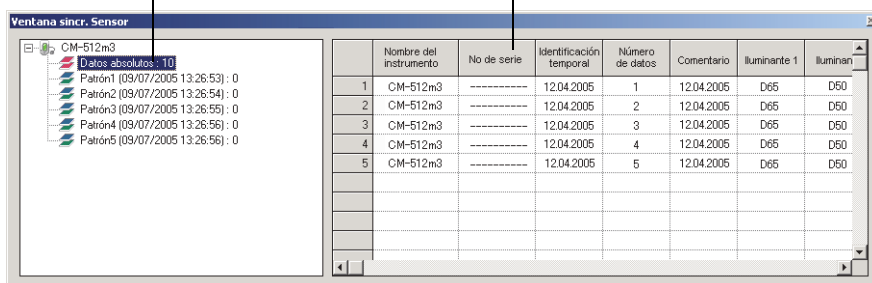 Ventana sincr. Sensor
CM-512m3
Datos absolutos : 10
Patrón1 (09/07/2005 13:26:53) : 0
Patrón2 (09/07/2005 13:26:54) : 0
Patrón3 (09/07/2005 13:26:55) : 0
Patrón4 (09/07/2005 13:26:56) : 0
Patrón5 (09/07/2005 13:26:56) : 0
Nombre del instrumento No de serie Identificación temporal Número de datos Comentario Iluminante 1 Iluminan
1 CM-512m3 ---------- 12.04.2005 1 12.04.2005 D65 D50
2 CM-512m3 ---------- 12.04.2005 2 12.04.2005 D65 D50
3 CM-512m3 ---------- 12.04.2005 3 12.04.2005 D65 D50
4 CM-512m3 ---------- 12.04.2005 4 12.04.2005 D65 D50
5 CM-512m3 ---------- 12.04.2005 5 12.04.2005 D65 D50